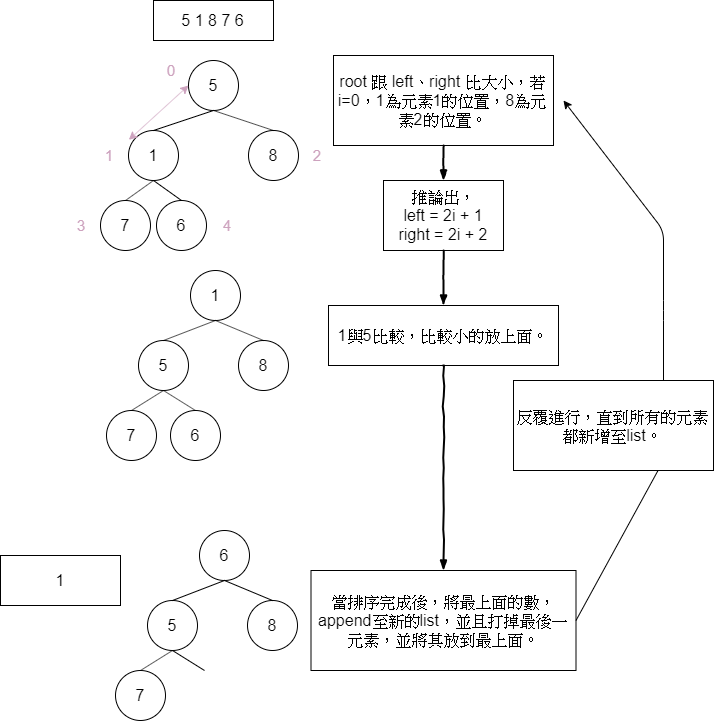 5 1 8 7 6
0
5
1
1
8
2
3
7
6
4
root 跟 left、right 比大小，若
i=0，1為元素1的位置，8為元
素2的位置。
推論出，
left = 2i + 1
right = 2i + 2
1
5
8
7
6
1與5比較，比較小的放上面。
反覆進行，直到所有的元素
都新增至list。
1
6
5
8
7
當排序完成後，將最上面的數，
append至新的list，並且打掉最後一
元素，並將其放到最上面。